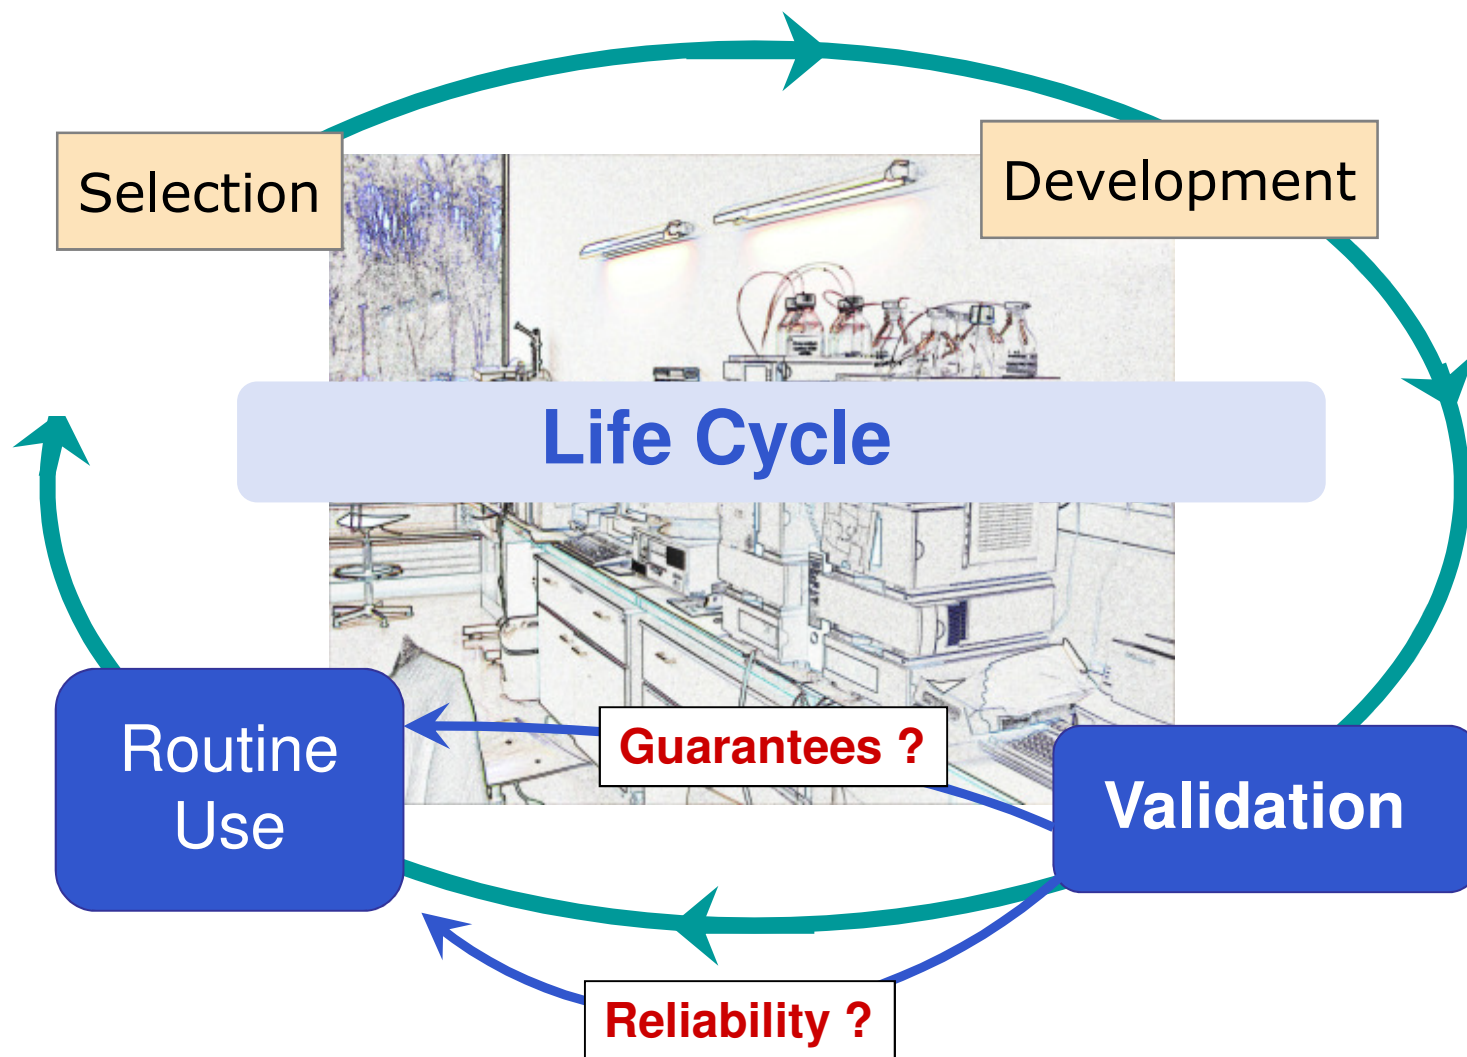 Selection
Development
Life Cycle
Routine
Use
Guarantees ?
Validation
Reliability ?